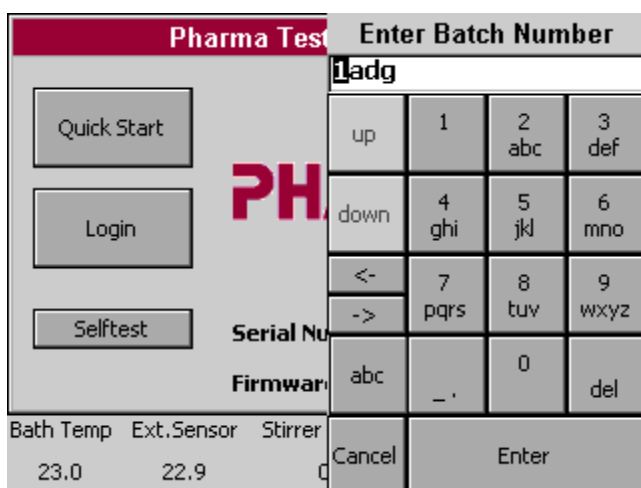 Pharma Test
Quick Start
Login
Selftest
PH
Serial Nu
Firmwar
Bath Temp Ext.Sensor Stirrer
23.0 22.9
Enter Batch Number
1adg
up 1 2 abc 3 def
down 4 ghi 5 jkl 6 mno
<- 7 pqrs 8 tuv 9 wxyz
->
abc _ . 0 del
Cancel Enter